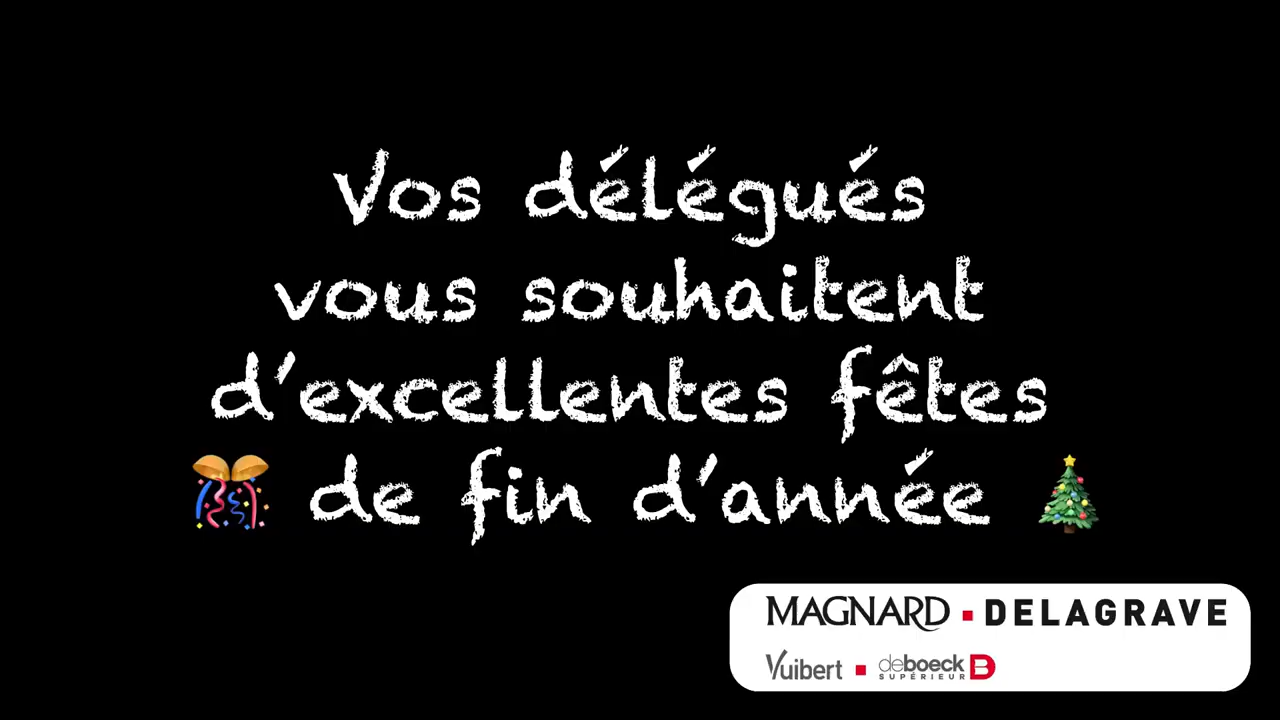 Vos délégués
vous souhaitent
d’excellentes fêtes
🎊 de fin d’année 🎄
MAGNARD ▪ DELAGRAVE
Vuibert ▪ deboeck B
SUPÉRIEUR